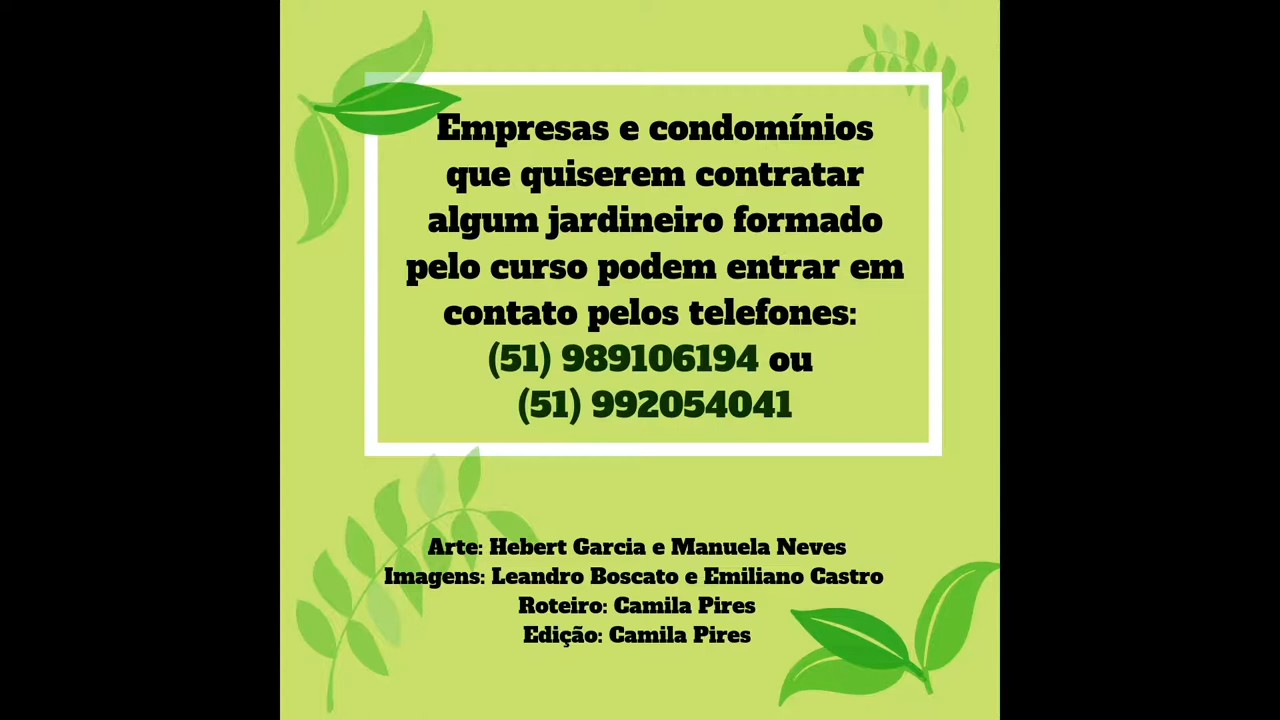 Empresas e condomínios
que quiserem contratar
algum jardineiro formado
pelo curso podem entrar em
contato pelos telefones:
(51) 989106194 ou
(51) 992054041
Arte: Hebert Garcia e Manuela Neves
Imagens: Leandro Boscato e Emiliano Castro
Roteiro: Camila Pires
Edição: Camila Pires